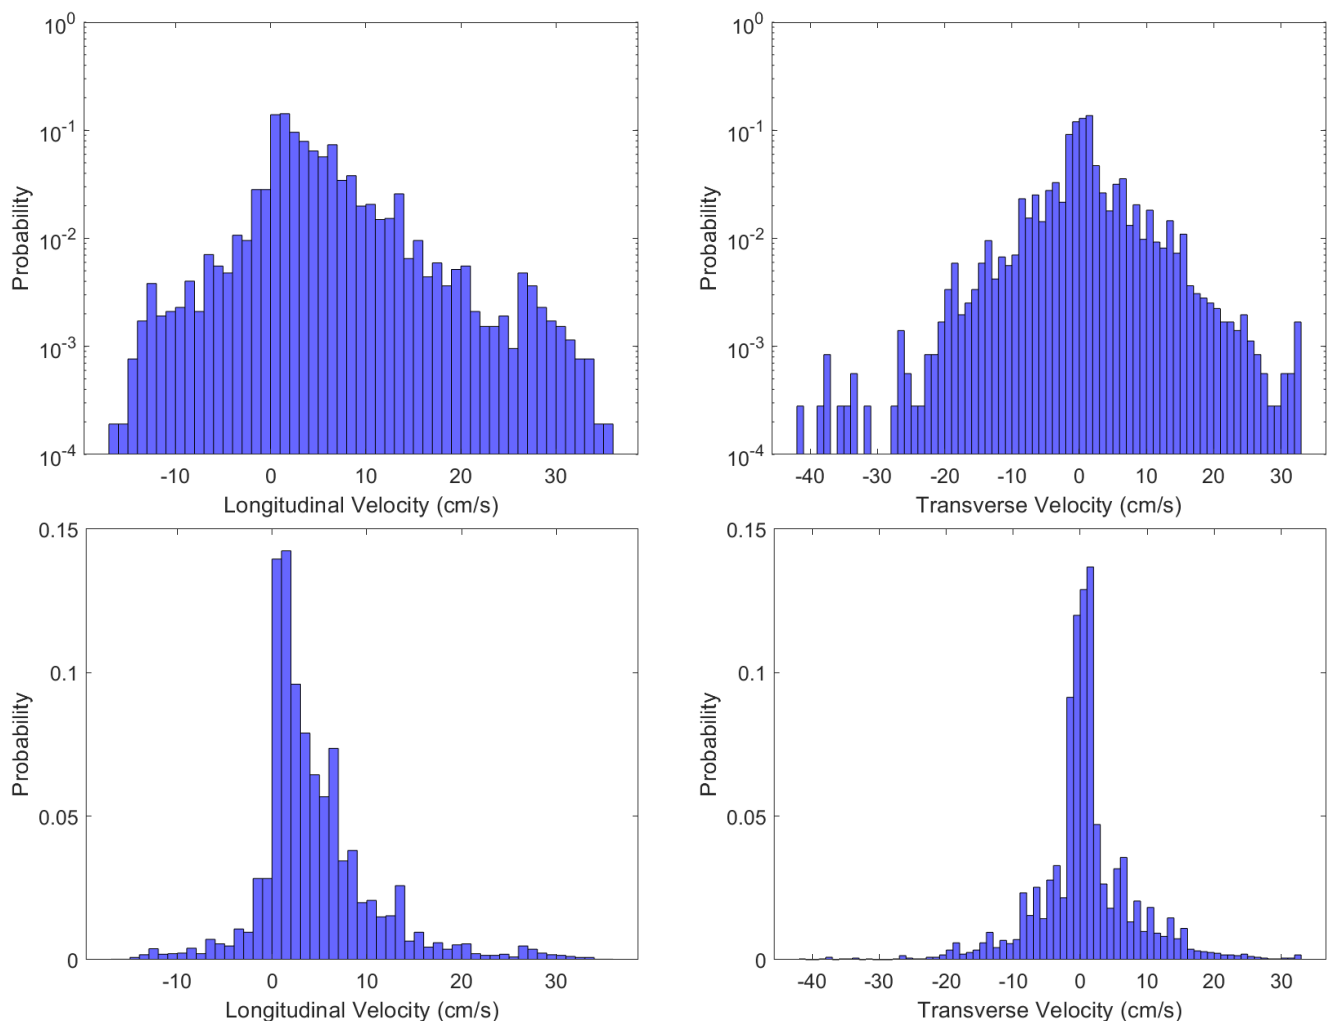 10^0
10^-1
10^-2
10^-3
10^-4
Probability
-10 0 10 20 30
Longitudinal Velocity (cm/s)
10^0
10^-1
10^-2
10^-3
10^-4
Probability
-40 -30 -20 -10 0 10 20 30
Transverse Velocity (cm/s)
0.15
0.1
0.05
0
Probability
-10 0 10 20 30
Longitudinal Velocity (cm/s)
0.15
0.1
0.05
0
Probability
-40 -30 -20 -10 0 10 20 30
Transverse Velocity (cm/s)